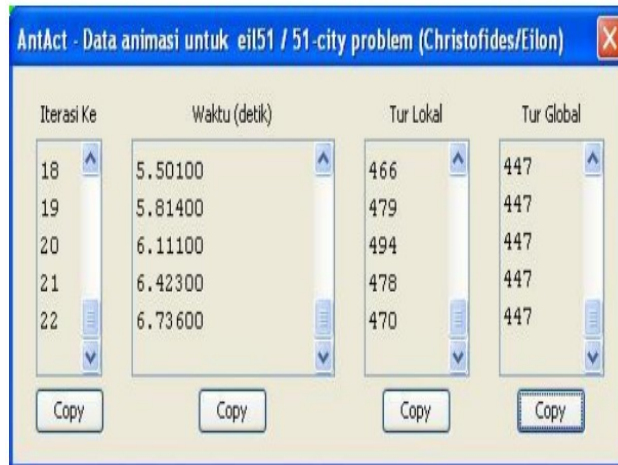 AntAct - Data animasi untuk eil51 / 51-city problem (Christofides/Eilon)
Iterasi Ke Waktu (detik) Tur Lokal Tur Global
18 5.50100 466 447
19 5.81400 479 447
20 6.11100 494 447
21 6.42300 478 447
22 6.73600 470 447
Copy Copy Copy Copy